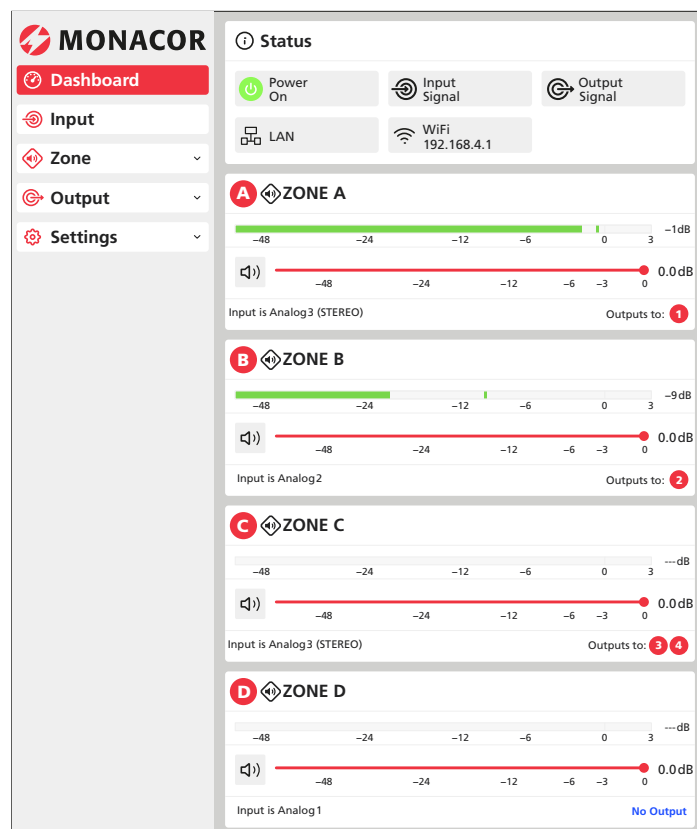 MONACOR
Dashboard
Input
Zone
Output
Settings
Status
Power
On
Input
Signal
Output
Signal
LAN
WiFi
192.168.4.1
A ZONE A
−1dB
−48 −24 −12 −6 0 3
0.0dB
−48 −24 −12 −6 −3 0
Input is Analog3 (STEREO) Outputs to: 1
B ZONE B
−9dB
−48 −24 −12 −6 0 3
0.0dB
−48 −24 −12 −6 −3 0
Input is Analog2 Outputs to: 2
C ZONE C
---dB
−48 −24 −12 −6 0 3
0.0dB
−48 −24 −12 −6 −3 0
Input is Analog3 (STEREO) Outputs to: 3 4
D ZONE D
---dB
−48 −24 −12 −6 0 3
0.0dB
−48 −24 −12 −6 −3 0
Input is Analog1 No Output